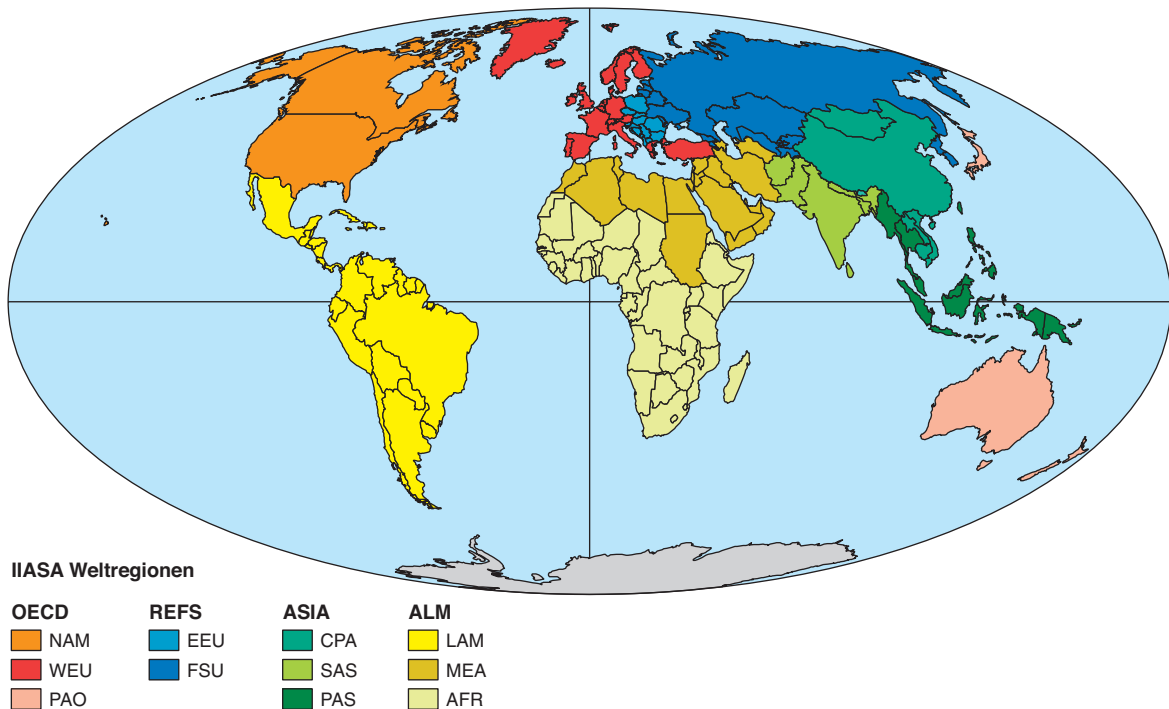 IIASA Weltregionen
OECD REFS ASIA ALM
NAM EEU CPA LAM
WEU FSU SAS MEA
PAO PAS AFR